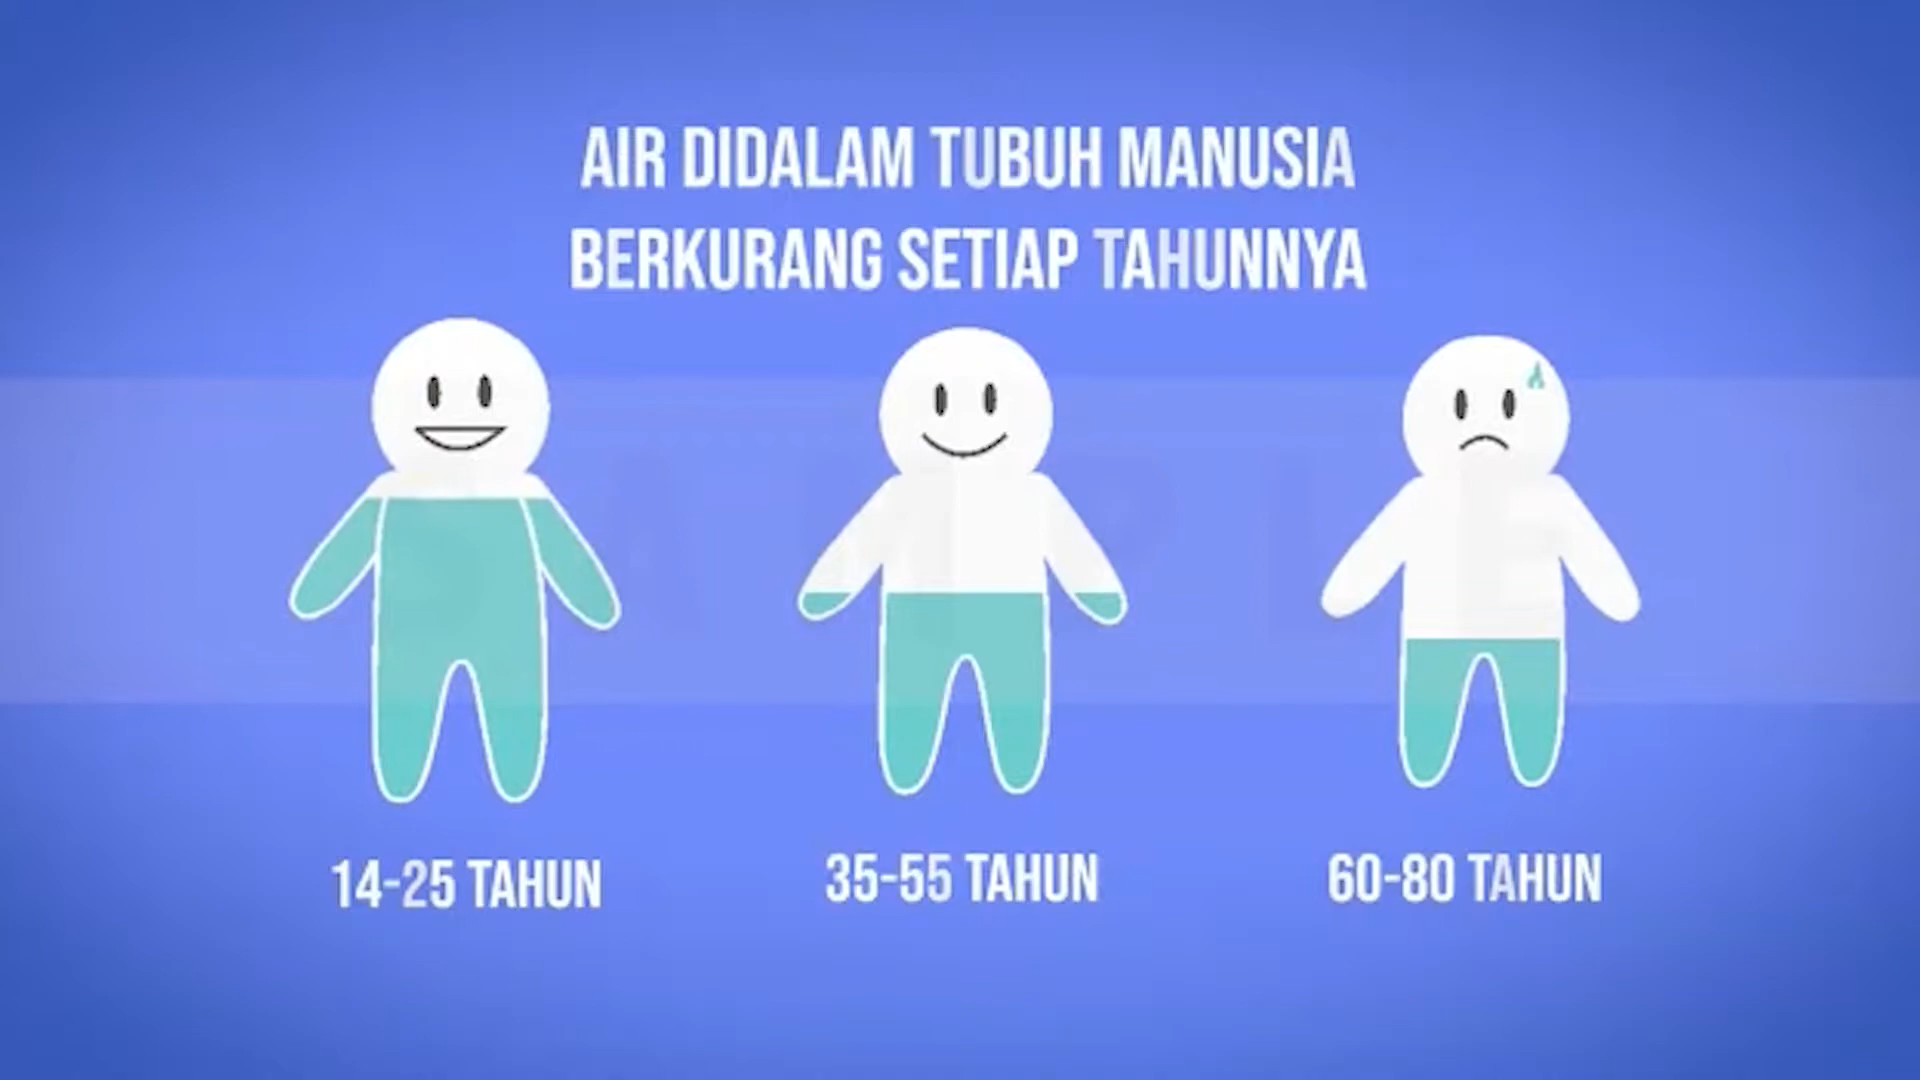 AIR DIDALAM TUBUH MANUSIA
BERKURANG SETIAP TAHUNNYA
14-25 TAHUN
35-55 TAHUN
60-80 TAHUN